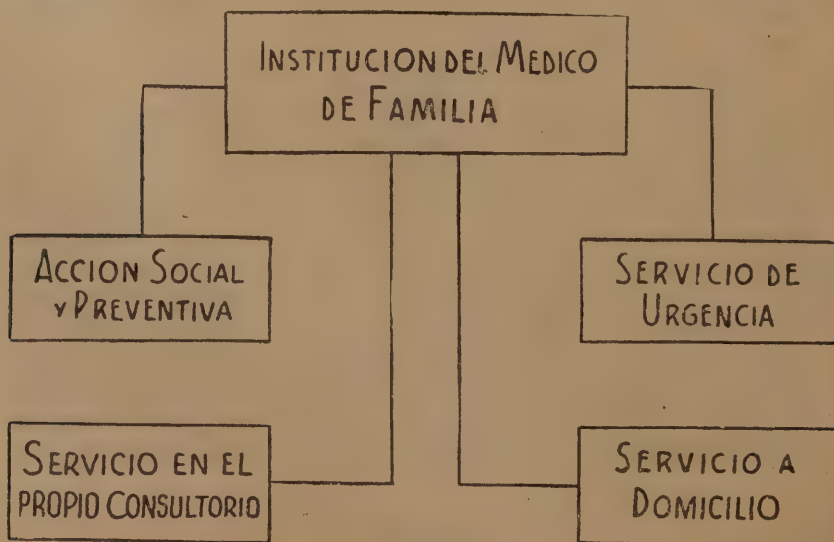 INSTITUCION DEL MEDICO
DE FAMILIA
ACCION SOCIAL
Y PREVENTIVA
SERVICIO DE
URGENCIA
SERVICIO EN EL
PROPIO CONSULTORIO
SERVICIO A
DOMICILIO